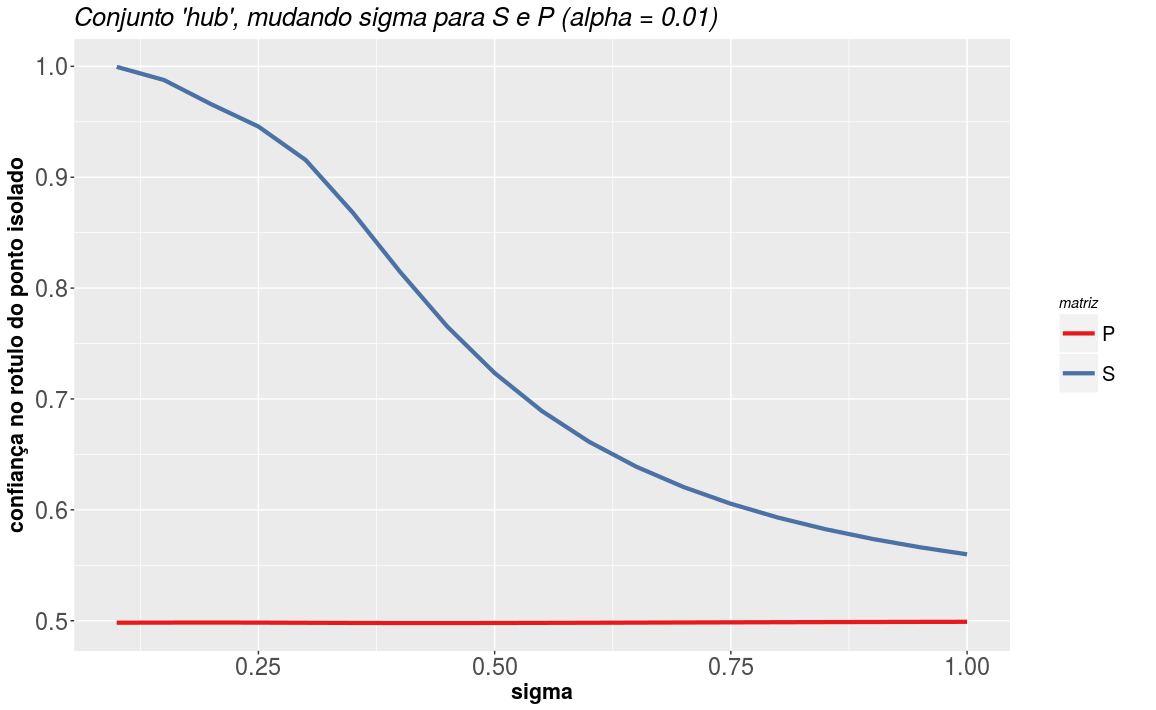 Conjunto 'hub', mudando sigma para S e P (alpha = 0.01)
confiança no rotulo do ponto isolado
1.0
0.9
0.8
0.7
0.6
0.5
0.25
0.50
0.75
1.00
sigma
matriz
P
S